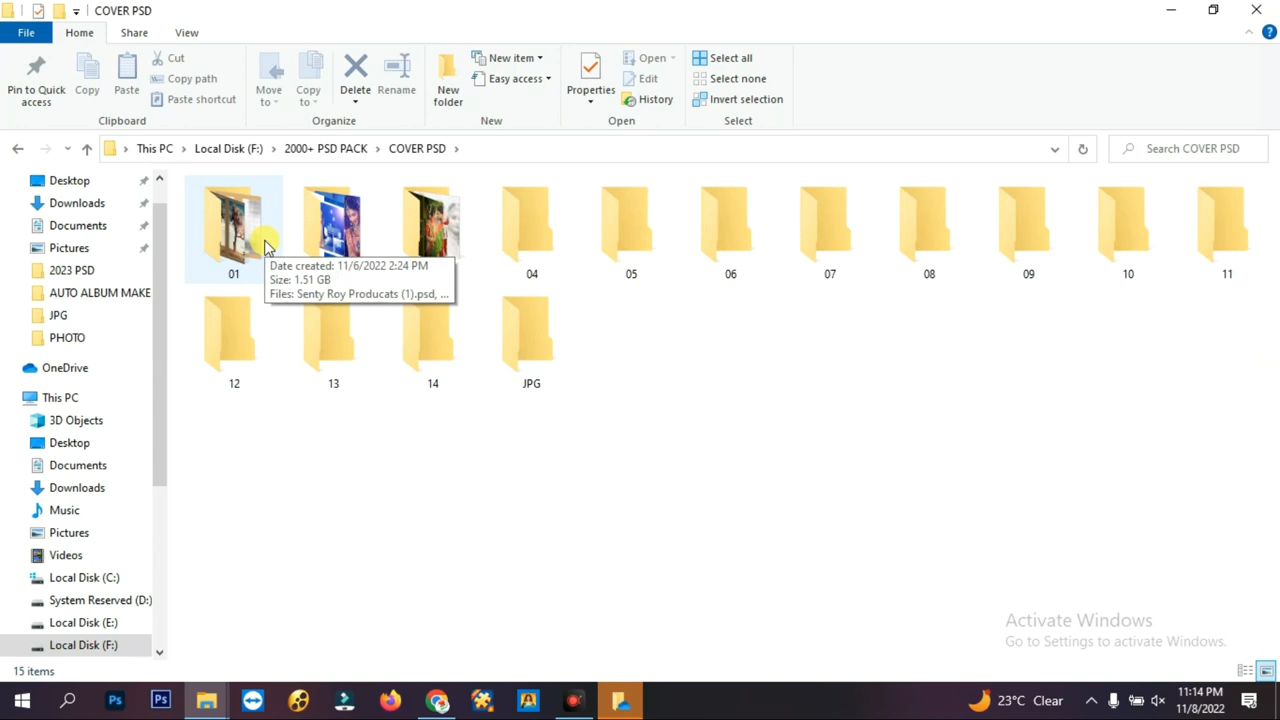 COVER PSD
File Home Share View
Pin to Quick access
Copy
Paste
Cut
Copy path
Paste shortcut
Clipboard
Move to
Copy to
Delete
Rename
Organize
New folder
New item
Easy access
New
Properties
Open
Edit
History
Open
Select all
Select none
Invert selection
Select
This PC Local Disk (F:) 2000+ PSD PACK COVER PSD
Search COVER PSD
Desktop
Downloads
Documents
Pictures
2023 PSD
AUTO ALBUM MAKE
JPG
PHOTO
OneDrive
This PC
3D Objects
Desktop
Documents
Downloads
Music
Pictures
Videos
Local Disk (C:)
System Reserved (D:)
Local Disk (E:)
Local Disk (F:)
01 04 05 06 07 08 09 10 11
Date created: 11/6/2022 2:24 PM
Size: 1.51 GB
Files: Senty Roy Producats (1).psd, ...
12 13 14 JPG
Activate Windows
Go to Settings to activate Windows.
15 items
Ps Ps
23°C Clear
11:14 PM
11/8/2022